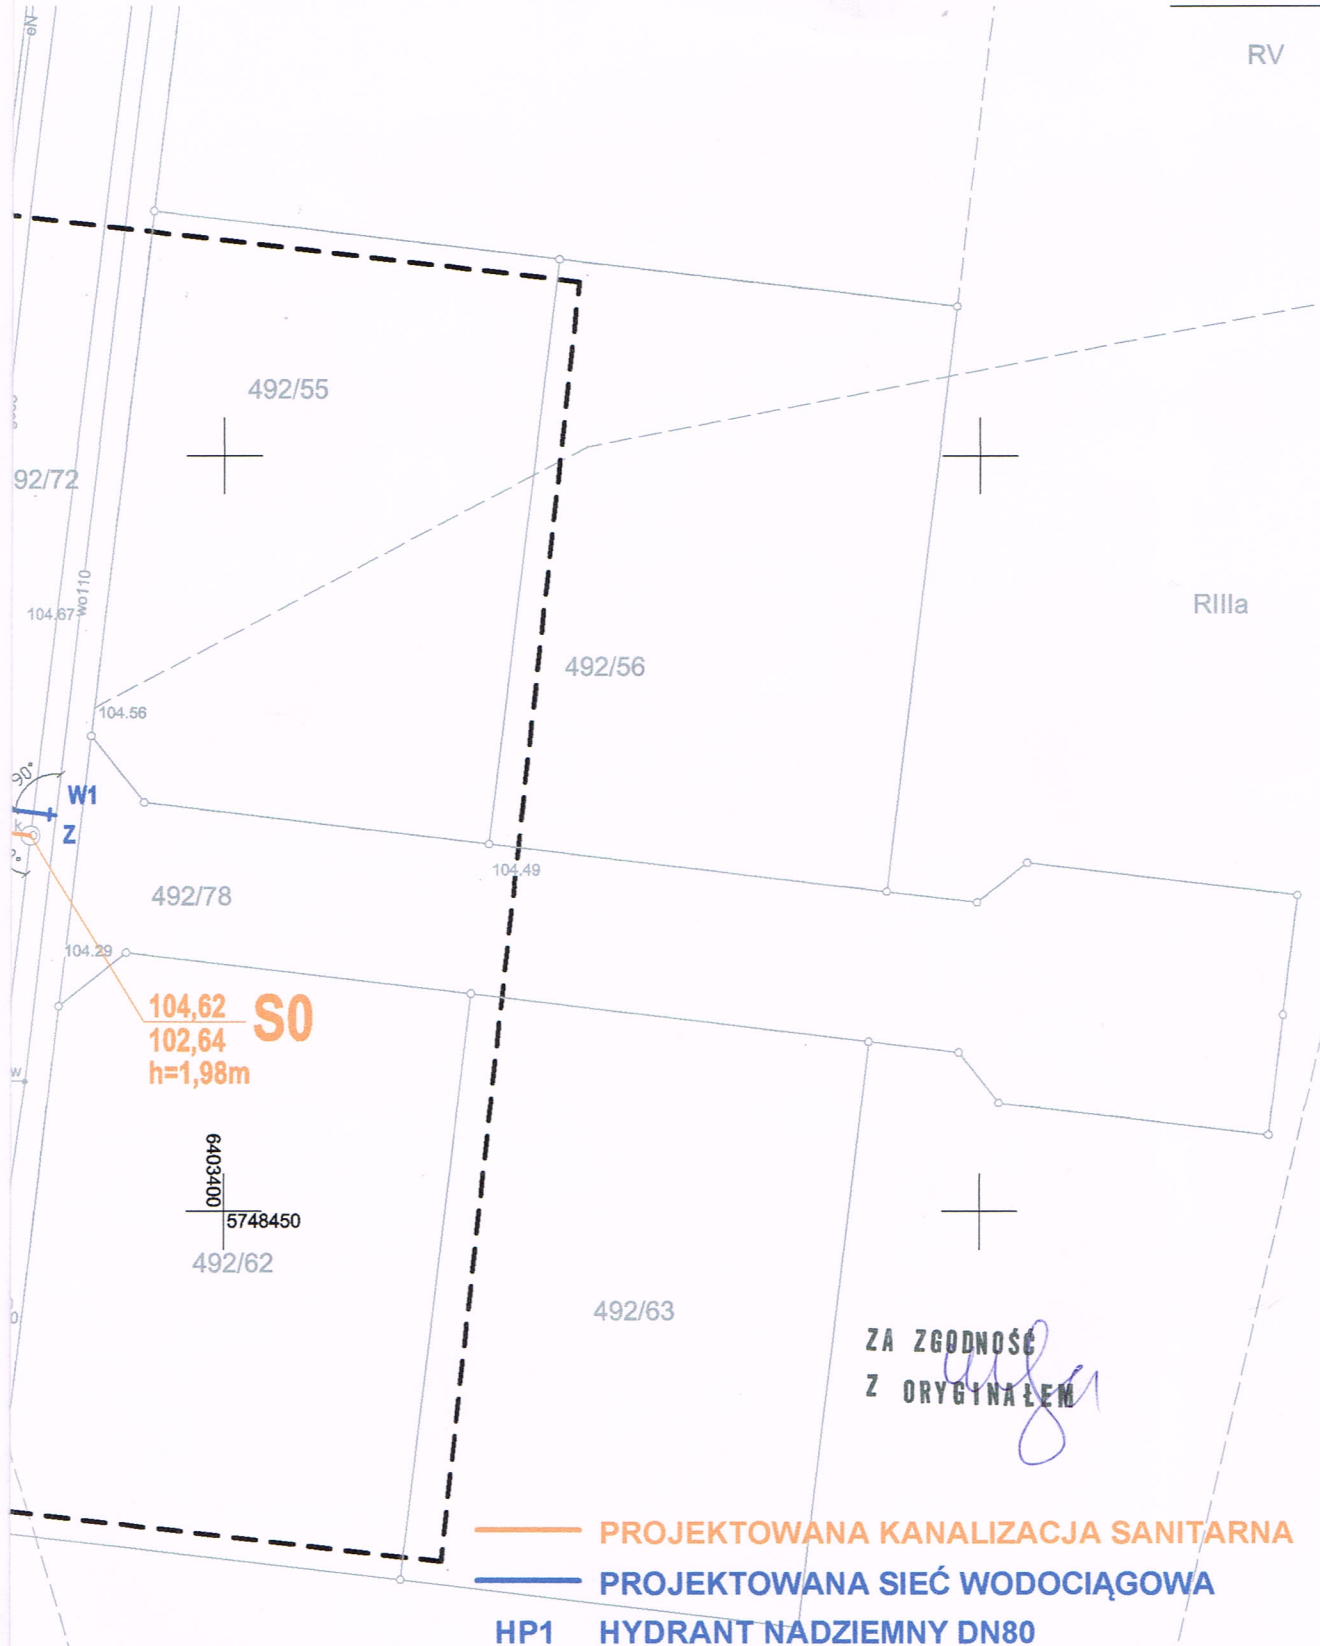 RV
492/55
92/72
wo110
104.67
RIIIa
492/56
104.56
90°
W1
k
Z
104.49
492/78
104.29
104,62
S0
102,64
h=1,98m
w
6403400
5748450
492/62
492/63
ZA ZGODNOŚĆ
Z ORYGINAŁEM
PROJEKTOWANA KANALIZACJA SANITARNA
PROJEKTOWANA SIEĆ WODOCIĄGOWA
HP1 HYDRANT NADZIEMNY DN80